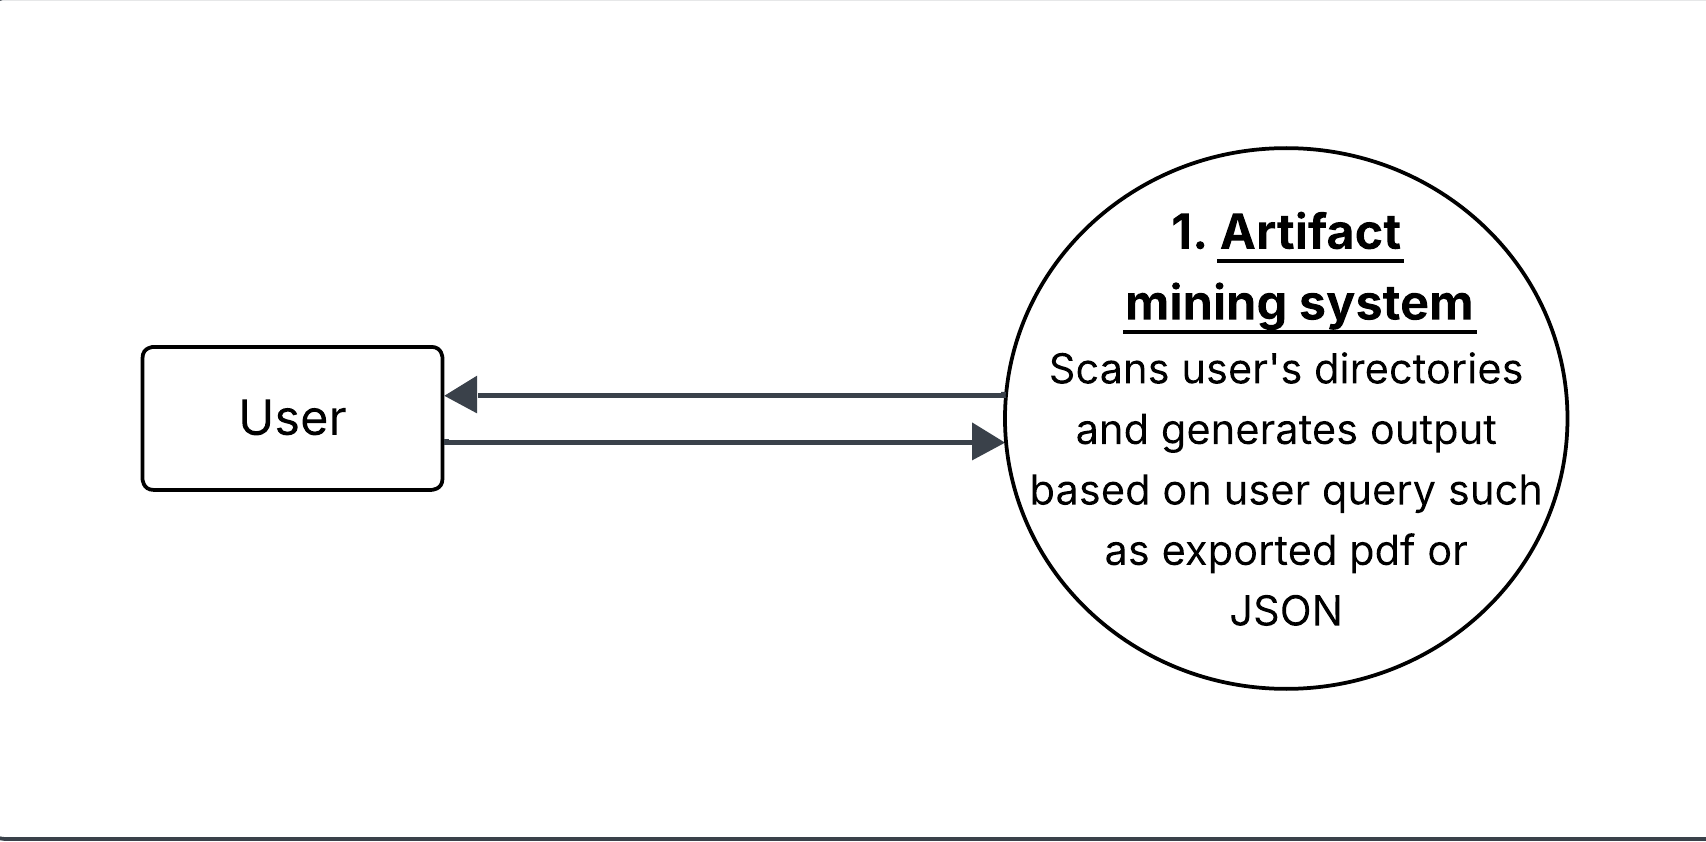 User
1. Artifact
mining system
Scans user's directories
and generates output
based on user query such
as exported pdf or
JSON